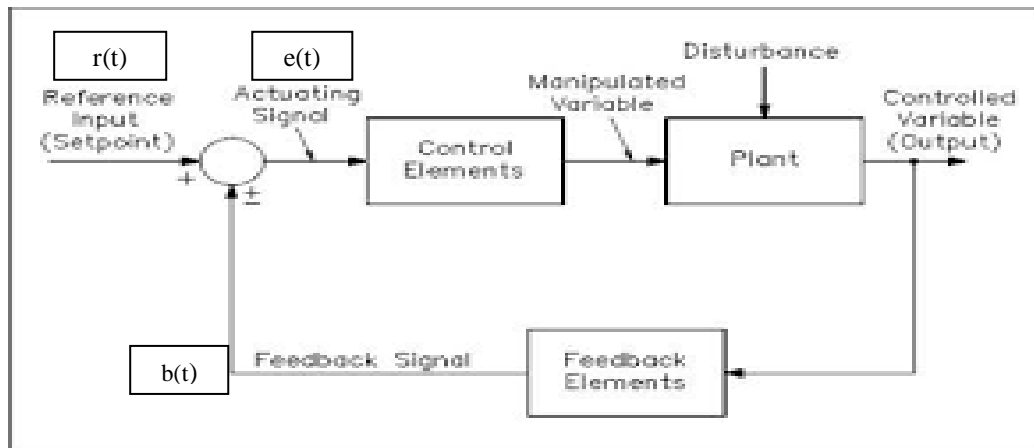 r(t)
e(t)
Reference
Input
(Setpoint)
+
±
Actuating
Signal
Control
Elements
Manipulated
Variable
Disturbance
Plant
Controlled
Variable
(Output)
b(t)
Feedback Signal
Feedback
Elements